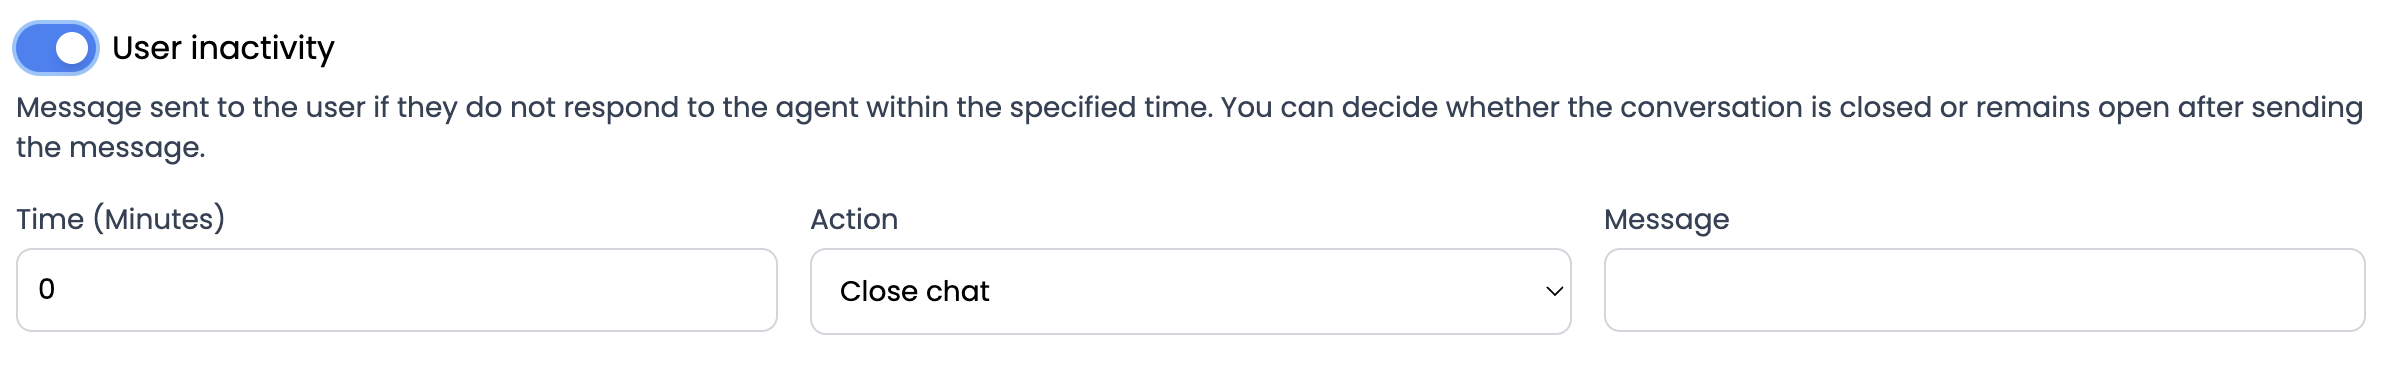 User inactivity
Message sent to the user if they do not respond to the agent within the specified time. You can decide whether the conversation is closed or remains open after sending
the message.
Time (Minutes)
Action
Message
0
Close chat